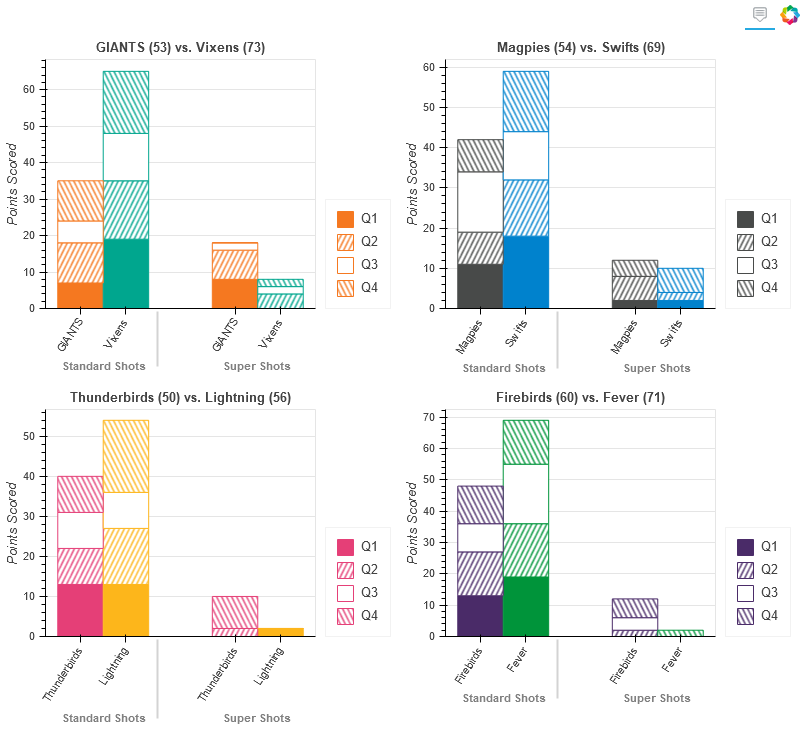 GIANTS (53) vs. Vixens (73)
Points Scored
60
50
40
30
20
10
0
GIANTS
Vixens
GIANTS
Vixens
Standard Shots
Super Shots
Q1
Q2
Q3
Q4
Magpies (54) vs. Swifts (69)
Points Scored
60
50
40
30
20
10
0
Magpies
Swifts
Magpies
Swifts
Standard Shots
Super Shots
Q1
Q2
Q3
Q4
Thunderbirds (50) vs. Lightning (56)
Points Scored
50
40
30
20
10
0
Thunderbirds
Lightning
Thunderbirds
Lightning
Standard Shots
Super Shots
Q1
Q2
Q3
Q4
Firebirds (60) vs. Fever (71)
Points Scored
70
60
50
40
30
20
10
0
Firebirds
Fever
Firebirds
Fever
Standard Shots
Super Shots
Q1
Q2
Q3
Q4